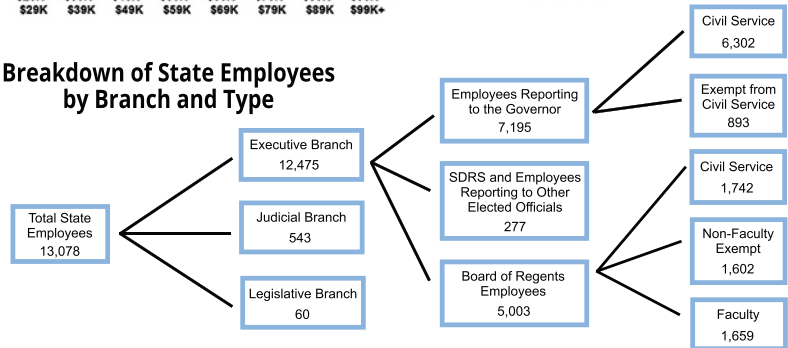 $29K $39K $49K $59K $69K $79K $89K $99K+
Breakdown of State Employees
by Branch and Type
Total State
Employees
13,078
Executive Branch
12,475
Judicial Branch
543
Legislative Branch
60
Employees Reporting
to the Governor
7,195
SDRS and Employees
Reporting to Other
Elected Officials
277
Board of Regents
Employees
5,003
Civil Service
6,302
Exempt from
Civil Service
893
Civil Service
1,742
Non-Faculty
Exempt
1,602
Faculty
1,659